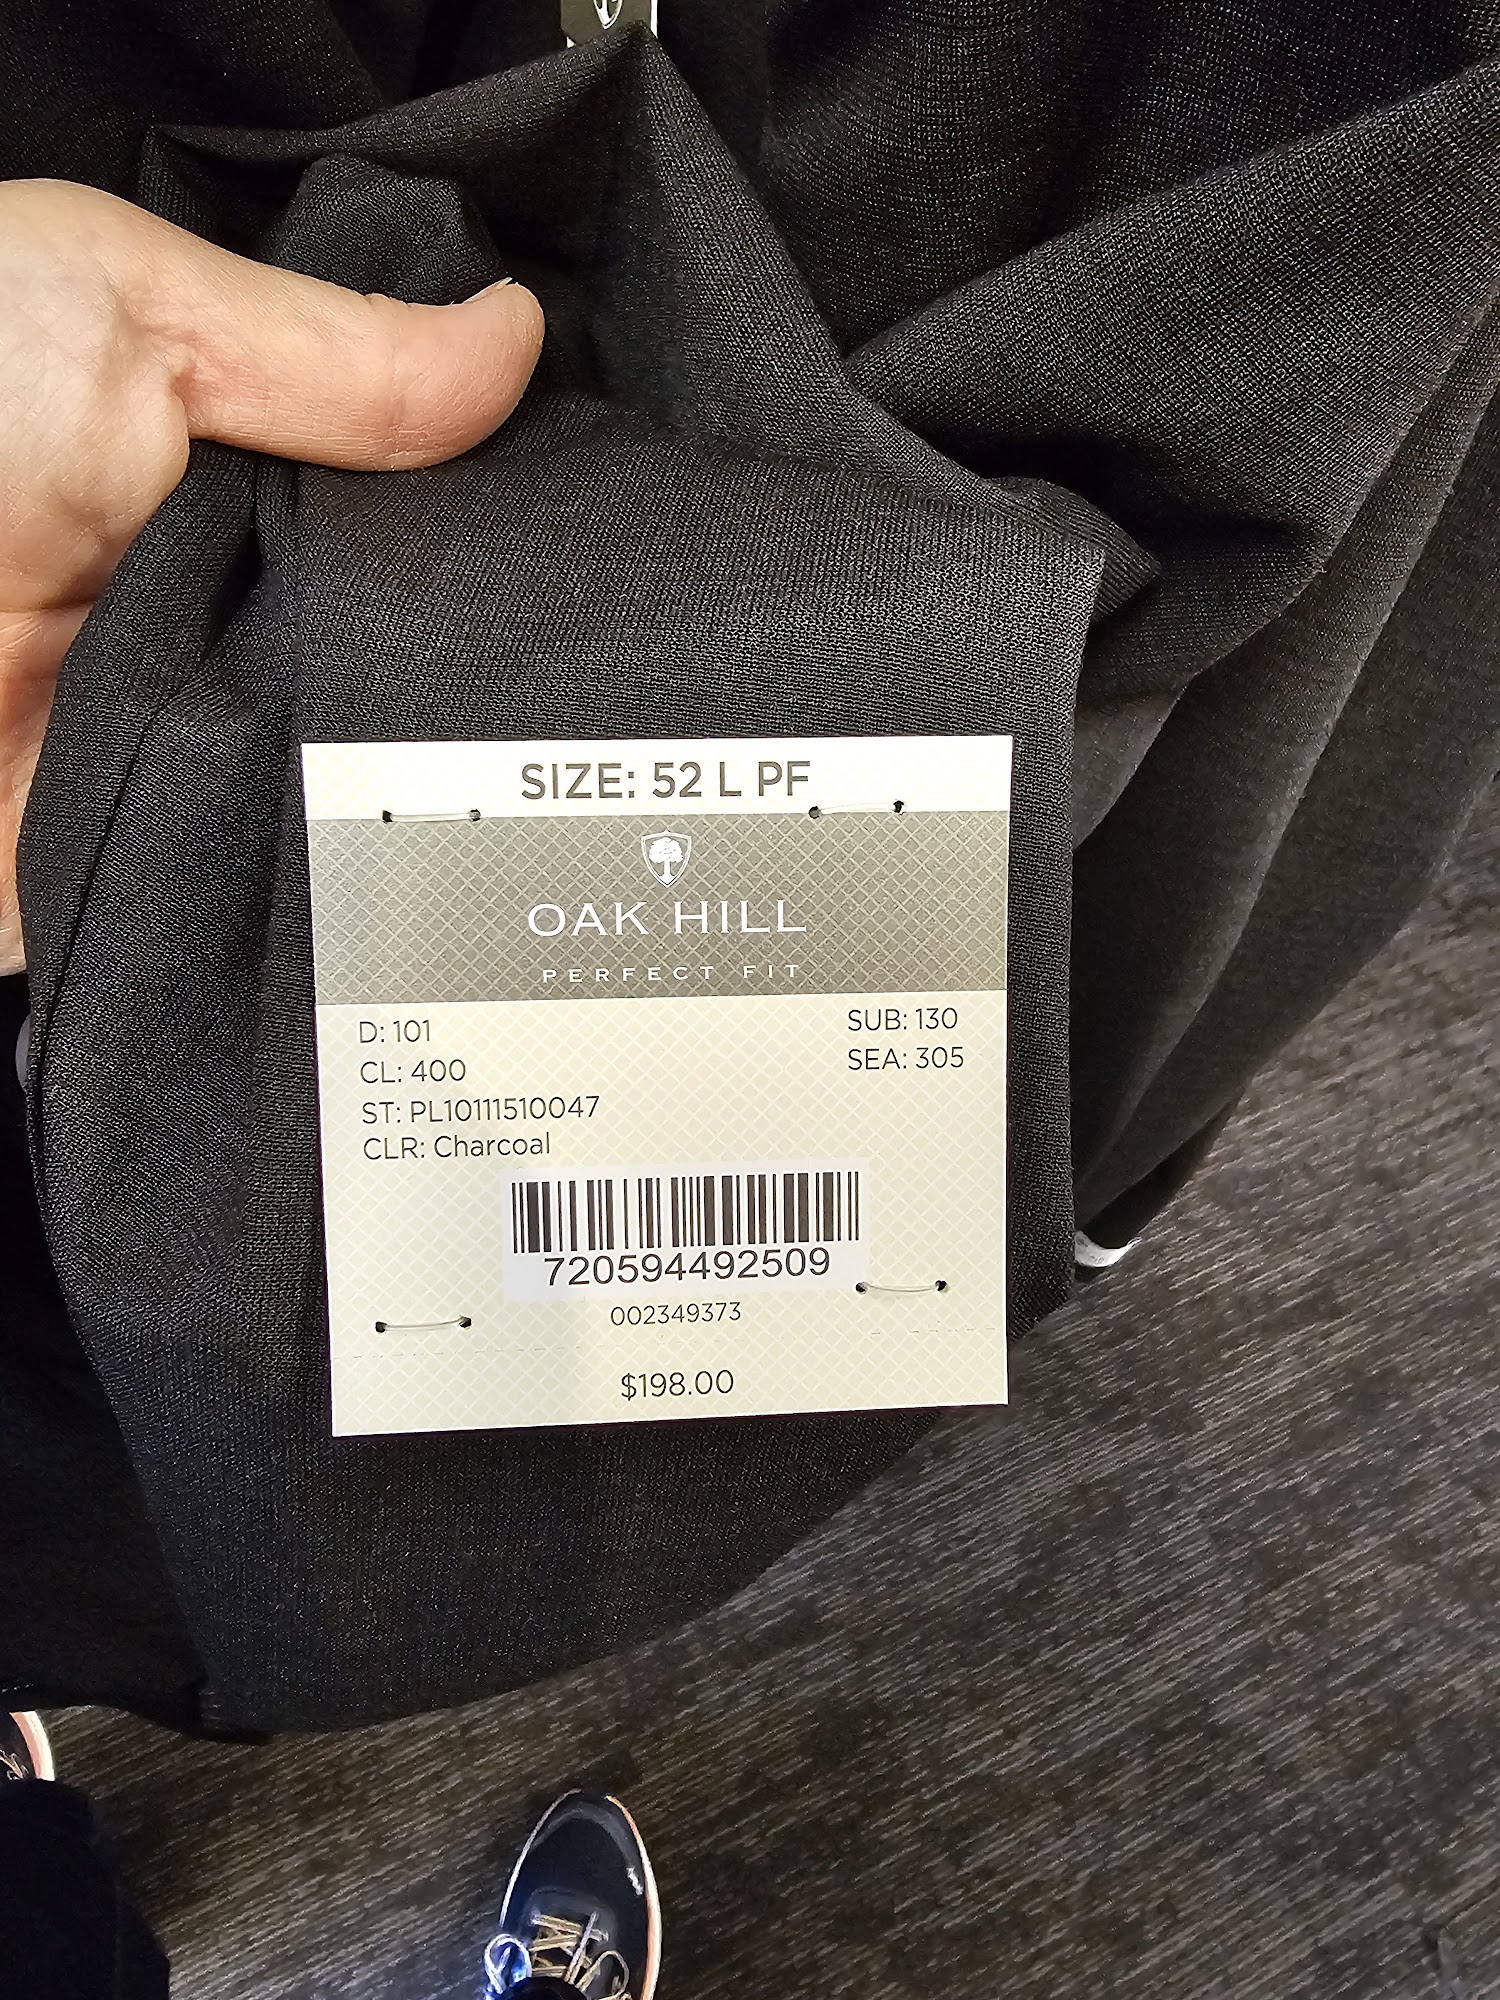 SIZE: 52 L PF
OAK HILL
PERFECT FIT
D: 101
SUB: 130
CL: 400
SEA: 305
ST: PL10111510047
CLR: Charcoal
720594492509
002349373
$198.00